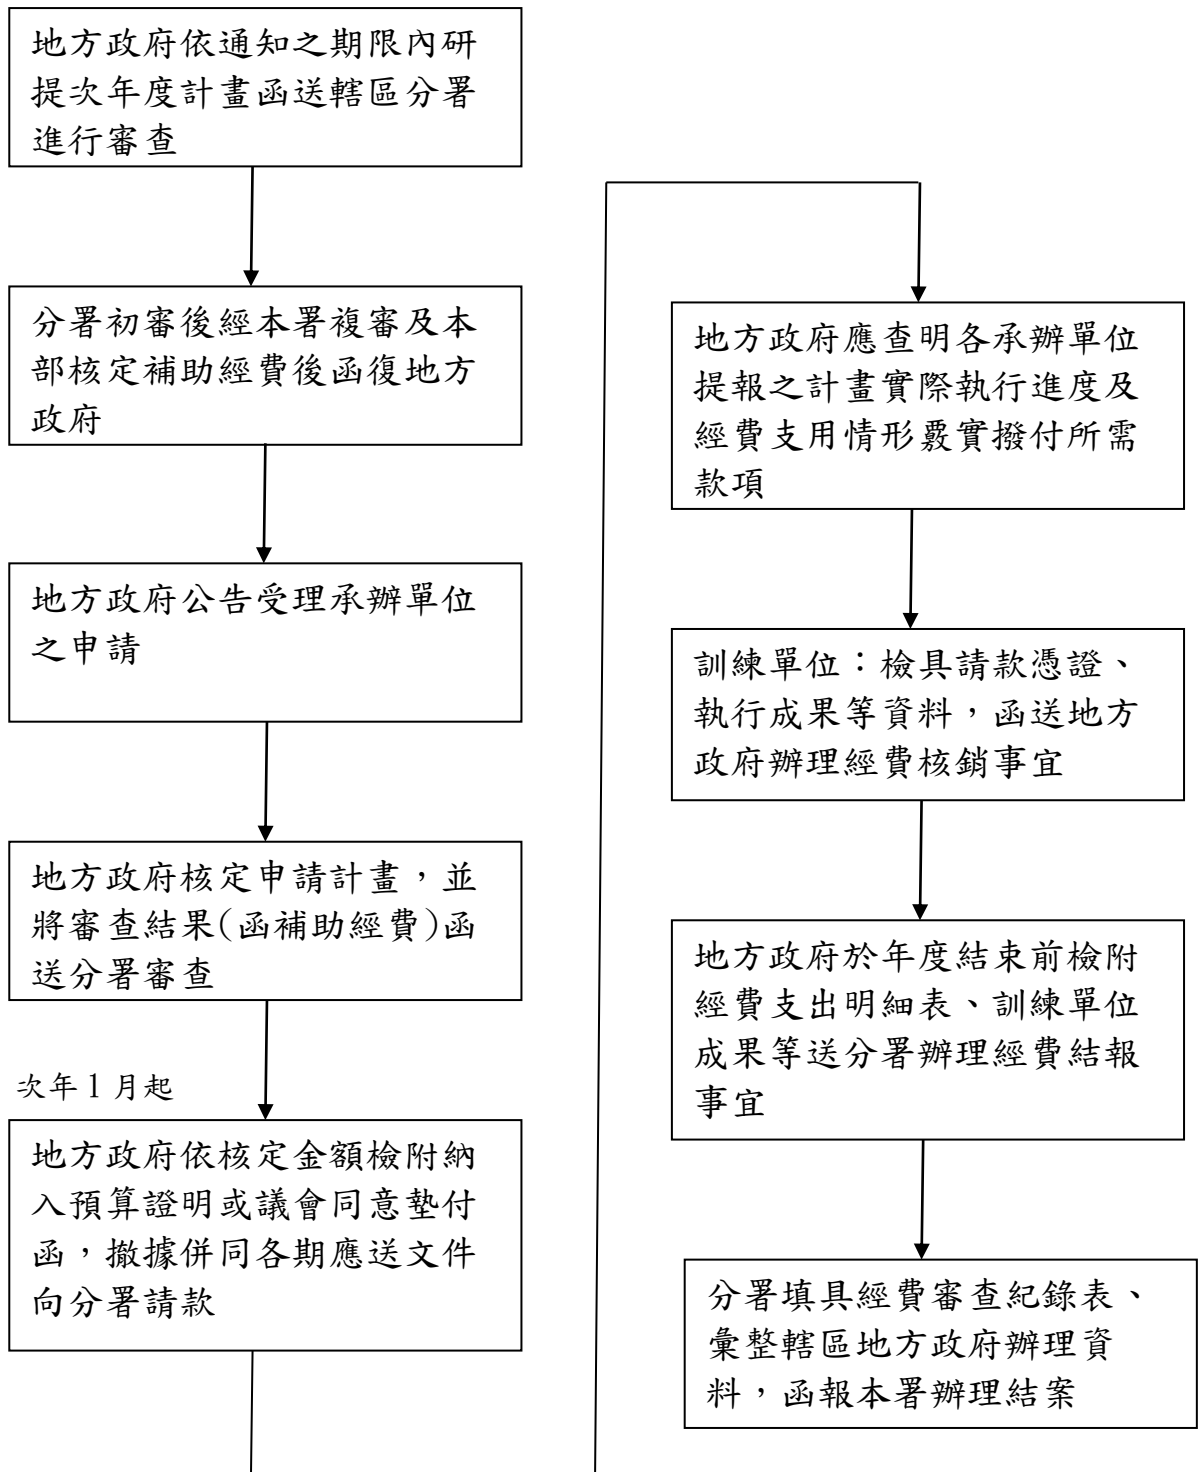 地方政府依通知之期限內研
提次年度計畫函送轄區分署
進行審查
分署初審後經本署複審及本
部核定補助經費後函復地方
政府
地方政府公告受理承辦單位
之申請
地方政府核定申請計畫，並
將審查結果(函補助經費)函
送分署審查
次年1月起
地方政府依核定金額檢附納
入預算證明或議會同意墊付
函，撤據併同各期應送文件
向分署請款
地方政府應查明各承辦單位
提報之計畫實際執行進度及
經費支用情形覈實撥付所需
款項
訓練單位：檢具請款憑證、
執行成果等資料，函送地方
政府辦理經費核銷事宜
地方政府於年度結束前檢附
經費支出明細表、訓練單位
成果等送分署辦理經費結報
事宜
分署填具經費審查紀錄表、
彙整轄區地方政府辦理資
料，函報本署辦理結案